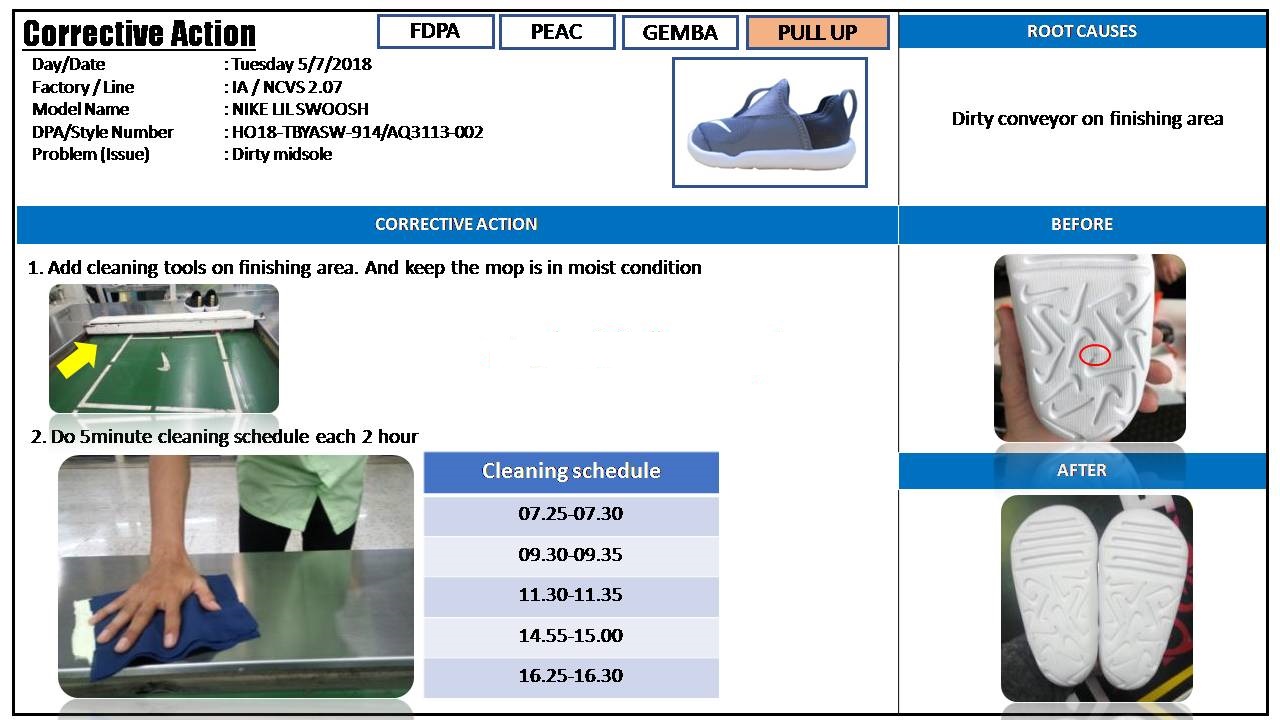 Corrective Action
FDPA
PEAC
GEMBA
PULL UP
Day/Date : Tuesday 5/7/2018
Factory / Line : IA / NCVS 2.07
Model Name : NIKE LIL SWOOSH
DPA/Style Number : HO18-TBYASW-914/AQ3113-002
Problem (Issue) : Dirty midsole
ROOT CAUSES
Dirty conveyor on finishing area
CORRECTIVE ACTION
1. Add cleaning tools on finishing area. And keep the mop is in moist condition
2. Do 5minute cleaning schedule each 2 hour
Cleaning schedule
07.25-07.30
09.30-09.35
11.30-11.35
14.55-15.00
16.25-16.30
BEFORE
AFTER